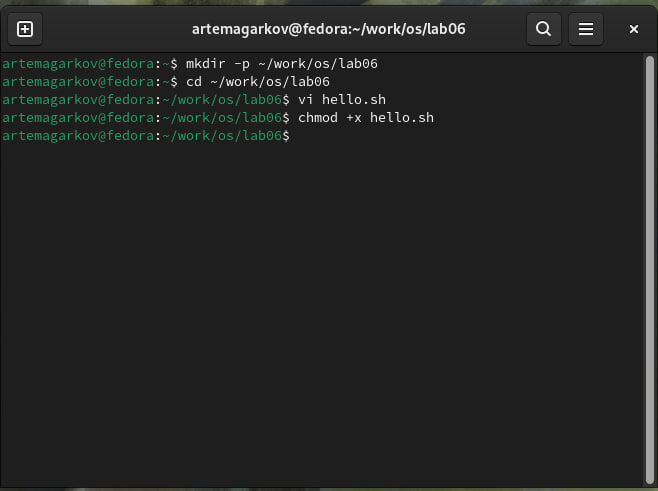 artemagarkov@fedora:~/work/os/lab06
artemagarkov@fedora:~$ mkdir -p ~/work/os/lab06
artemagarkov@fedora:~$ cd ~/work/os/lab06
artemagarkov@fedora:~/work/os/lab06$ vi hello.sh
artemagarkov@fedora:~/work/os/lab06$ chmod +x hello.sh
artemagarkov@fedora:~/work/os/lab06$